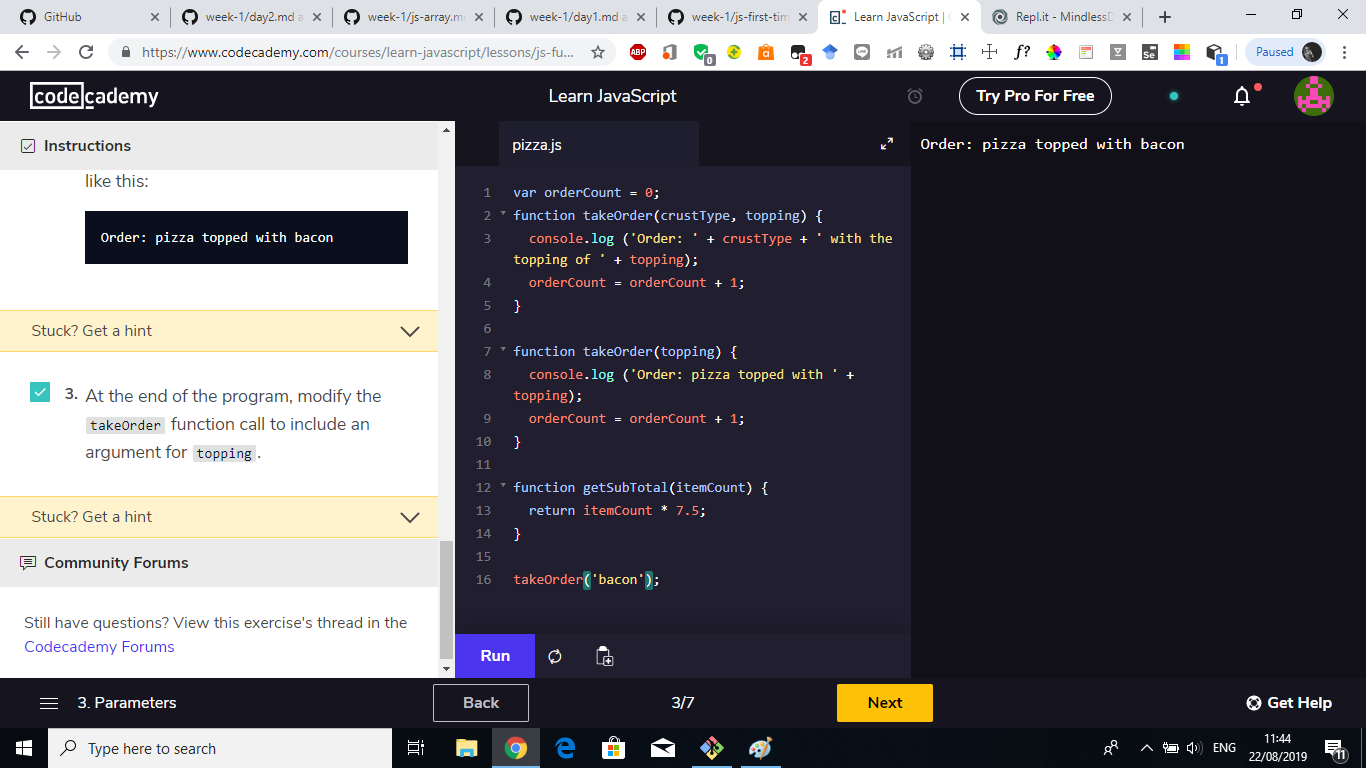 GitHub
week-1/day2.md a
week-1/js-array.m
week-1/day1.md a
week-1/js-first-tim
Learn JavaScript |
Repl.it - MindlessD
https://www.codecademy.com/courses/learn-javascript/lessons/js-fu...
ABP
0
2
f?
Se
1
Paused
codecademy
Learn JavaScript
Try Pro For Free
Instructions
like this:
Order: pizza topped with bacon
Stuck? Get a hint
3. At the end of the program, modify the
takeOrder function call to include an
argument for topping .
Stuck? Get a hint
Community Forums
Still have questions? View this exercise's thread in the
Codecademy Forums
pizza.js
1 var orderCount = 0;
2 function takeOrder(crustType, topping) {
3 console.log ('Order: ' + crustType + ' with the
topping of ' + topping);
4 orderCount = orderCount + 1;
5 }
6
7 function takeOrder(topping) {
8 console.log ('Order: pizza topped with ' +
topping);
9 orderCount = orderCount + 1;
10 }
11
12 function getSubTotal(itemCount) {
13 return itemCount * 7.5;
14 }
15
16 takeOrder('bacon');
Run
Order: pizza topped with bacon
3. Parameters
Back
3/7
Next
Get Help
Type here to search
ENG
11:44
22/08/2019
11